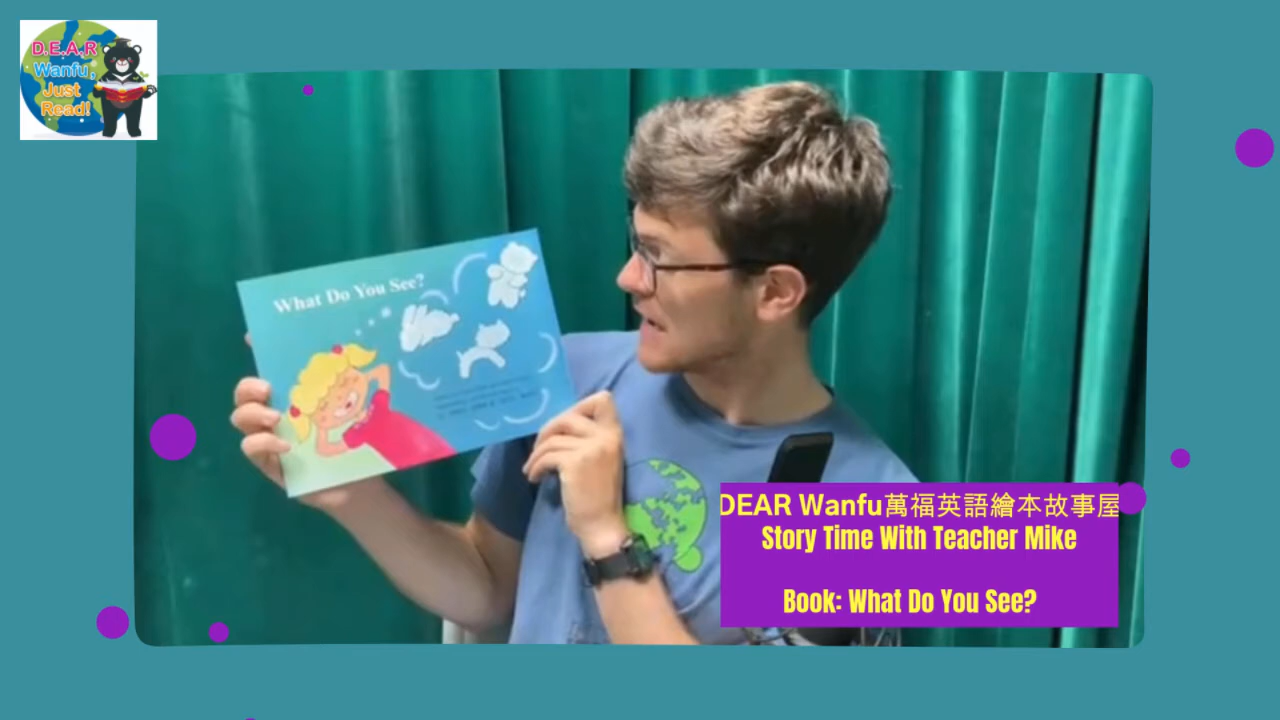 D.E.A.R
Wanfu,
Just
Read!
What Do You See?
DEAR Wanfu萬福英語繪本故事屋
Story Time With Teacher Mike
Book: What Do You See?